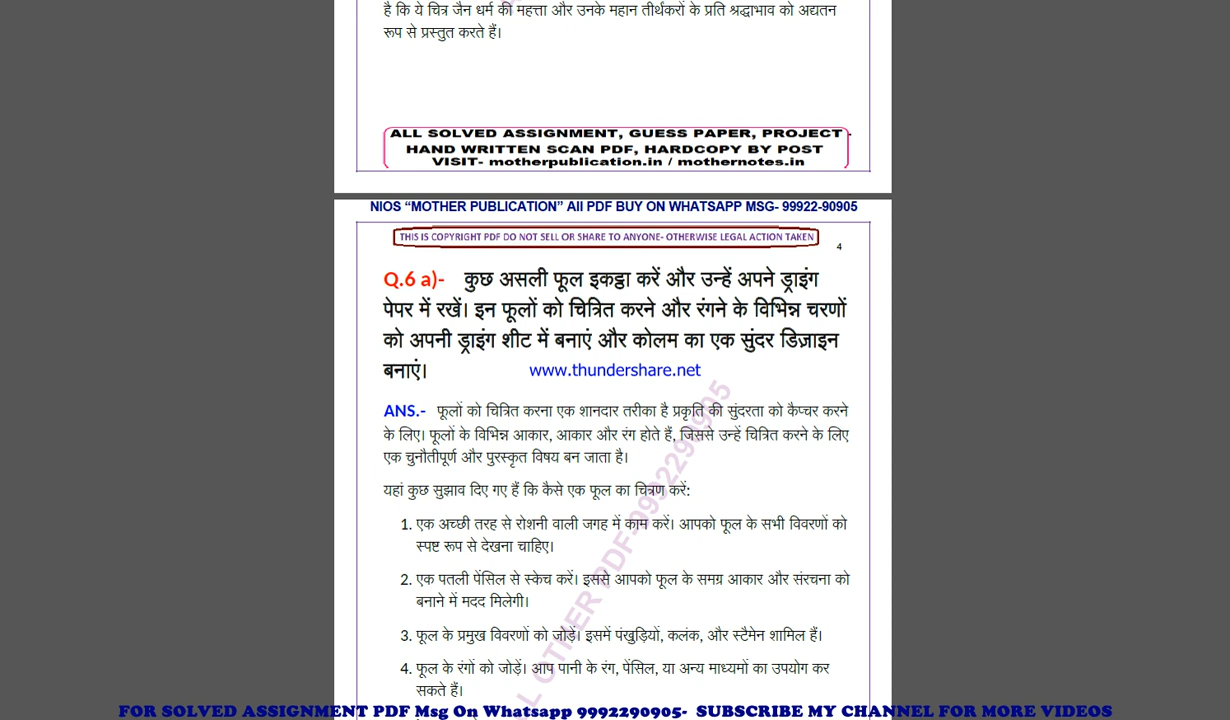 है कि ये चित्र जैन धर्म की महत्ता और उनके महान तीर्थकरों के प्रति श्रद्धाभाव को अद्यतन
रूप से प्रस्तुत करते हैं।
ALL SOLVED ASSIGNMENT, GUESS PAPER, PROJECT -
HAND WRITTEN SCAN PDF, HARDCOPY BY POST
VISIT- motherpublication.in / mothernotes.in
NIOS “MOTHER PUBLICATION” All PDF BUY ON WHATSAPP MSG- 99922-90905
THIS IS COPYRIGHT PDF DO NOT SELL OR SHARE TO ANYONE- OTHERWISE LEGAL ACTION TAKEN
4
Q.6 a)- कुछ असली फूल इकट्ठा करें और उन्हें अपने ड्राइंग
पेपर में रखें। इन फूलों को चित्रित करने और रंगने के विभिन्न चरणों
को अपनी ड्राइंग शीट में बनाएं और कोलम का एक सुंदर डिज़ाइन
बनाएं।
www.thundershare.net
ANS.- फूलों को चित्रित करना एक शानदार तरीका है प्रकृति की सुंदरता को कैप्चर करने
के लिए। फूलों के विभिन्न आकार, आकार और रंग होते हैं, जिससे उन्हें चित्रित करने के लिए
एक चुनौतीपूर्ण और पुरस्कृत विषय बन जाता है।
यहां कुछ सुझाव दिए गए हैं कि कैसे एक फूल का चित्रण करें:
1. एक अच्छी तरह से रोशनी वाली जगह में काम करें। आपको फूल के सभी विवरणों को
स्पष्ट रूप से देखना चाहिए।
2. एक पतली पेंसिल से स्केच करें। इससे आपको फूल के समग्र आकार और संरचना को
बनाने में मदद मिलेगी।
3. फूल के प्रमुख विवरणों को जोड़ें। इसमें पंखुड़ियों, कलंक, और स्टैमेन शामिल हैं।
4. फूल के रंगों को जोड़ें। आप पानी के रंग, पेंसिल, या अन्य माध्यमों का उपयोग कर
सकते हैं।
OTHER PDF-9992290905
FOR SOLVED ASSIGNMENT PDF Msg On Whatsapp 9992290905- SUBSCRIBE MY CHANNEL FOR MORE VIDEOS